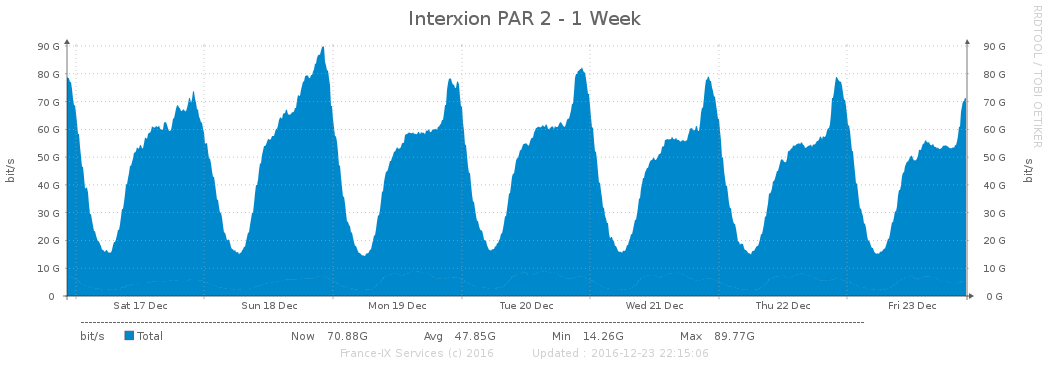 Interxion PAR 2 - 1 Week
RRDTOOL / TOBI OETIKER
bit/s
90 G 90 G
80 G 80 G
70 G 70 G
60 G 60 G
50 G 50 G
40 G 40 G
30 G 30 G
20 G 20 G
10 G 10 G
0 0 G
bit/s
Sat 17 Dec Sun 18 Dec Mon 19 Dec Tue 20 Dec Wed 21 Dec Thu 22 Dec Fri 23 Dec
bit/s Total Now 70.88G Avg 47.85G Min 14.26G Max 89.77G
France-IX Services (c) 2016 Updated : 2016-12-23 22:15:06